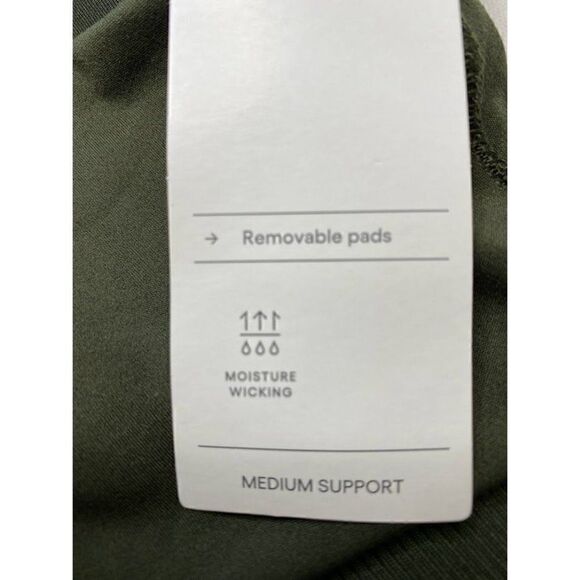 → Removable pads
MOISTURE
WICKING
MEDIUM SUPPORT